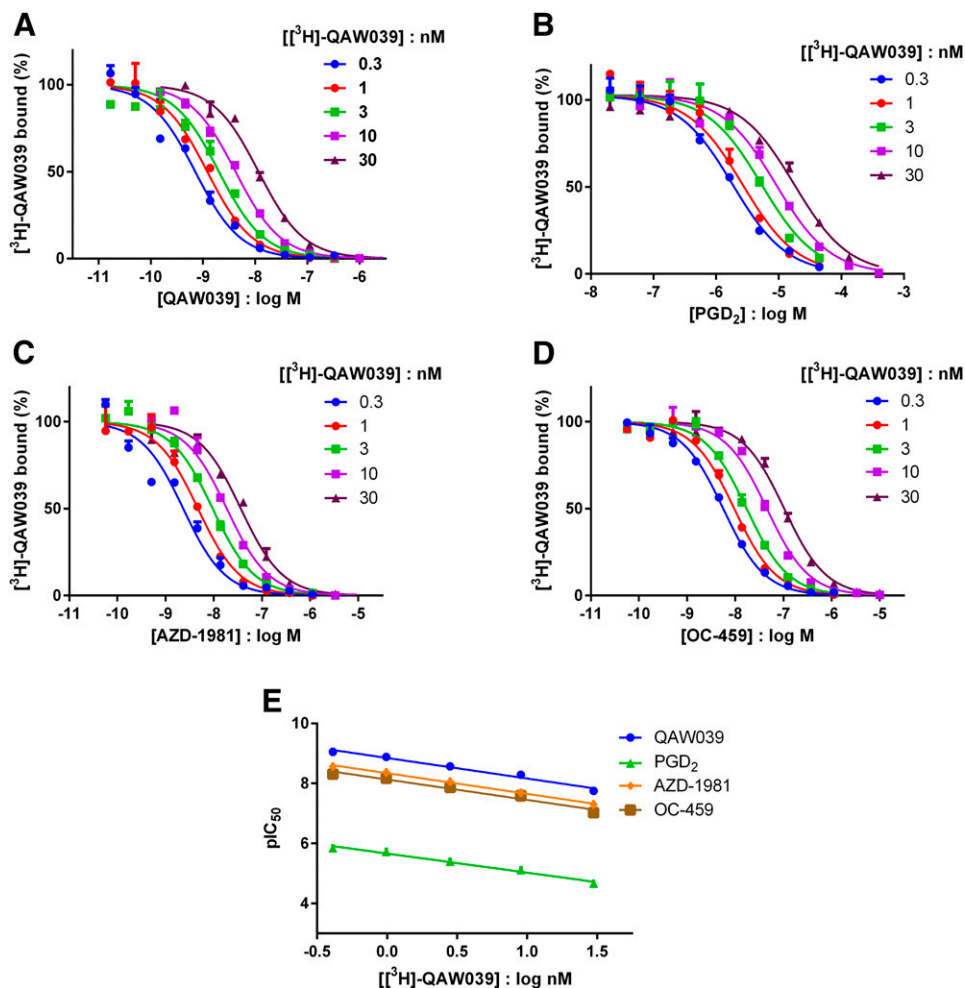 A
[[³H]-QAW039] : nM
0.3
1
3
10
30
[³H]-QAW039 bound (%)
100
50
0
-11 -10 -9 -8 -7 -6
[QAW039] : log M
B
[[³H]-QAW039] : nM
0.3
1
3
10
30
[³H]-QAW039 bound (%)
100
50
0
-8 -7 -6 -5 -4 -3
[PGD₂] : log M
C
[[³H]-QAW039] : nM
0.3
1
3
10
30
[³H]-QAW039 bound (%)
100
50
0
-11 -10 -9 -8 -7 -6 -5
[AZD-1981] : log M
D
[[³H]-QAW039] : nM
0.3
1
3
10
30
[³H]-QAW039 bound (%)
100
50
0
-11 -10 -9 -8 -7 -6 -5
[OC-459] : log M
E
QAW039
PGD₂
AZD-1981
OC-459
pIC₅₀
10
8
6
4
-0.5 0.0 0.5 1.0 1.5
[[³H]-QAW039] : log nM